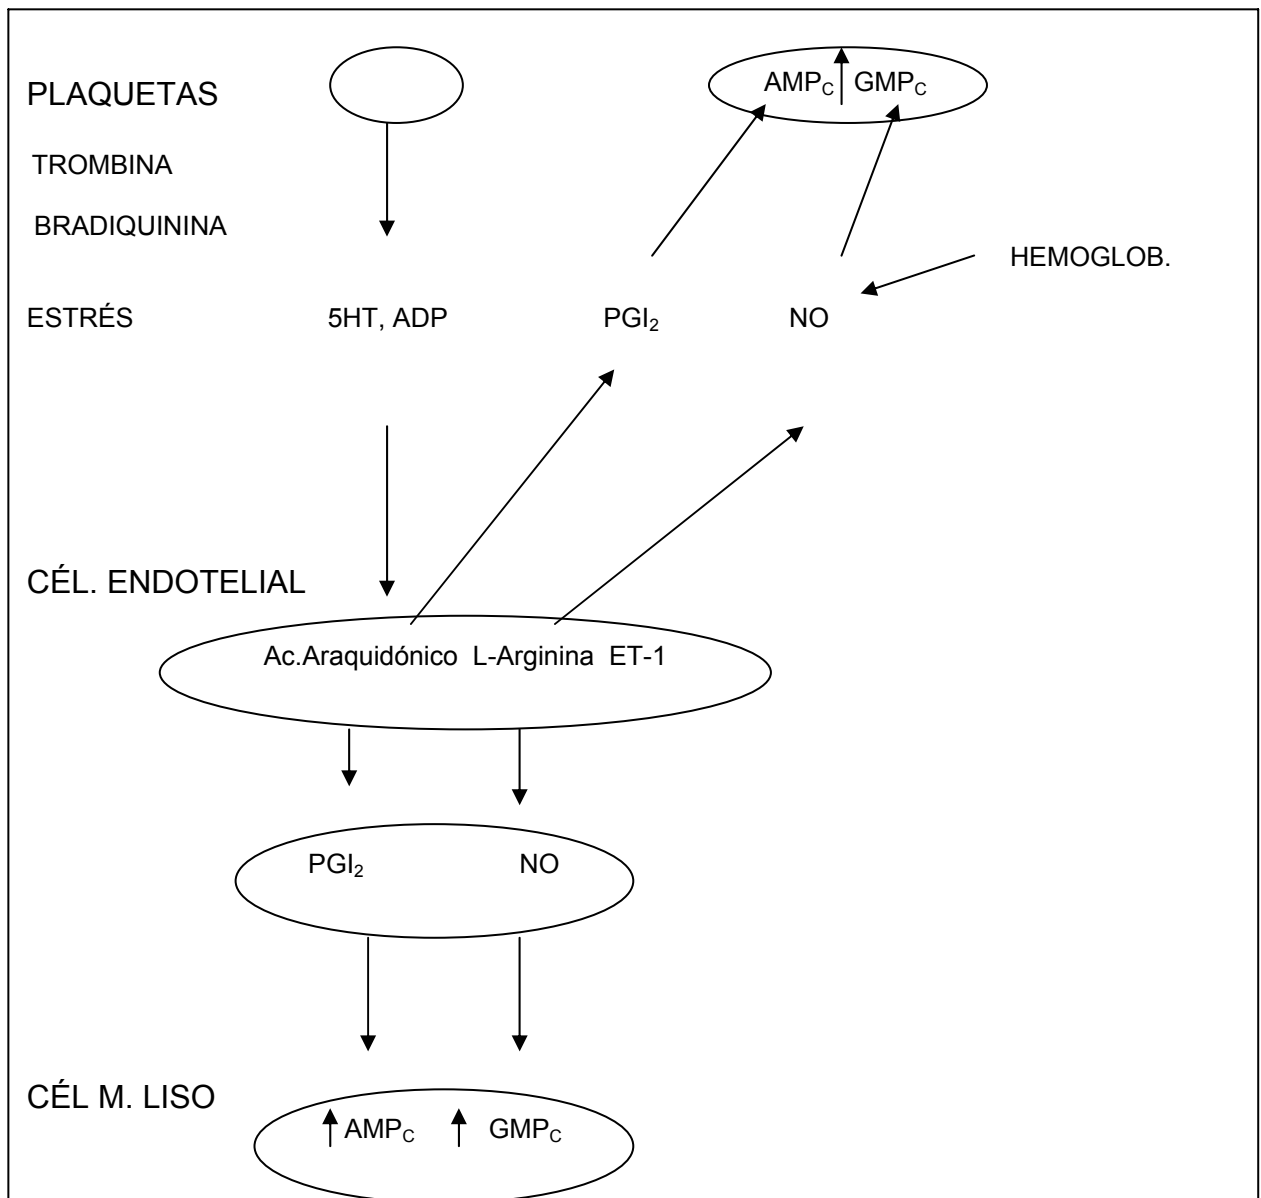 AMPC GMPC
PLAQUETAS
TROMBINA
BRADIQUININA
HEMOGLOB.
ESTRÉS 5HT, ADP PGI2 NO
CÉL. ENDOTELIAL
Ac.Araquidónico L-Arginina ET-1
PGI2 NO
CÉL M. LISO
AMPC GMPC